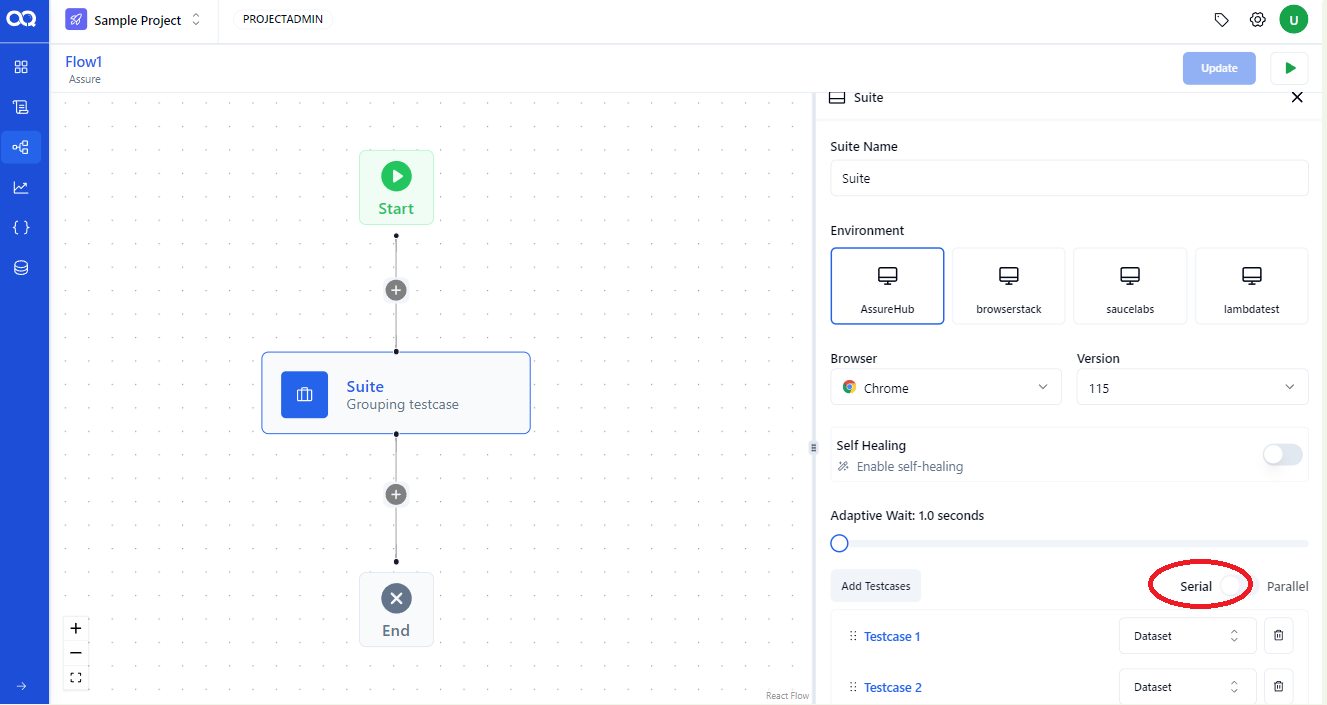 Sample Project
PROJECTADMIN
U
Flow1
Assure
Update
Suite
Suite Name
Suite
Environment
AssureHub
browserstack
saucelabs
lambdatest
Browser
Version
Chrome
115
Self Healing
Enable self-healing
Adaptive Wait: 1.0 seconds
Add Testcases
Serial
Parallel
Testcase 1
Dataset
Testcase 2
Dataset
Start
Suite
Grouping testcase
End
React Flow